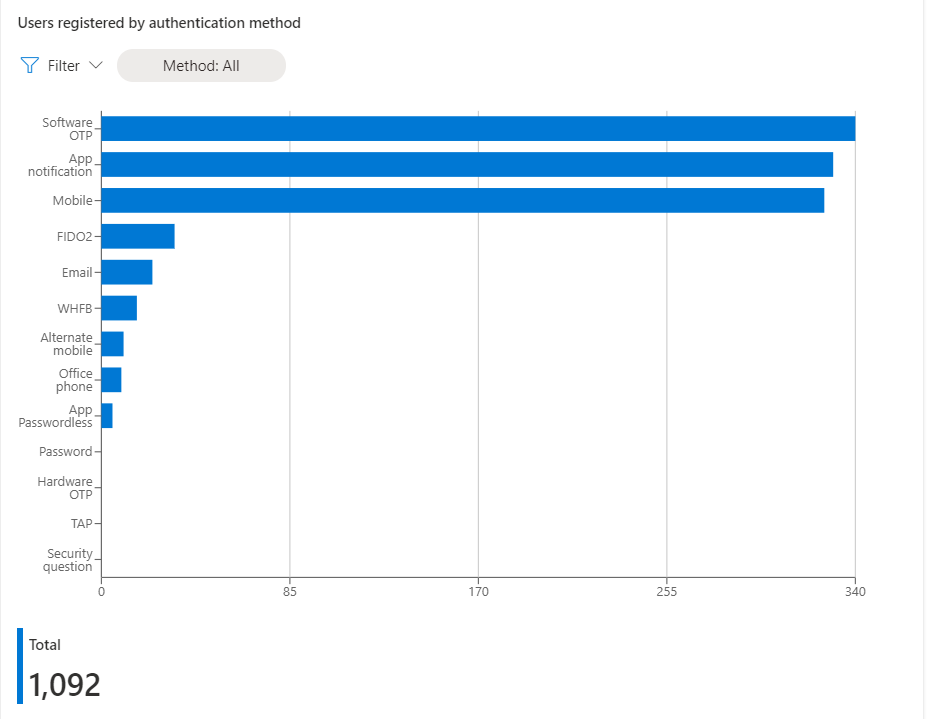 Users registered by authentication method
Filter
Method: All
Software
OTP
App
notification
Mobile
FIDO2
Email
WHFB
Alternate
mobile
Office
phone
App
Passwordless
Password
Hardware
OTP
TAP
Security
question
0 85 170 255 340
Total
1,092